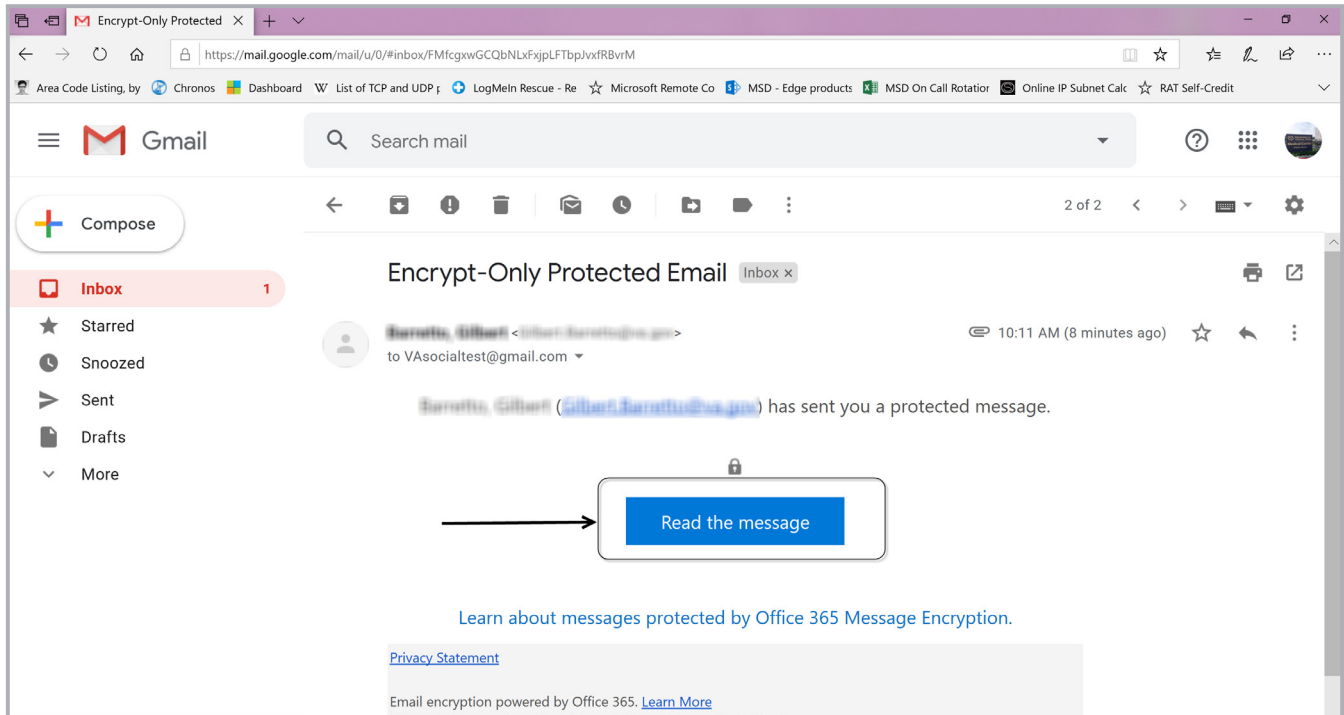 Encrypt-Only Protected
https://mail.google.com/mail/u/0/#inbox/FMfcgxwGCQbNLxFxjpLFTbpJvxfRBvrM
Area Code Listing, by Chronos Dashboard W List of TCP and UDP p LogMeIn Rescue - Re Microsoft Remote Co MSD - Edge products MSD On Call Rotation Online IP Subnet Calc RAT Self-Credit
Gmail
Search mail
Compose
2 of 2
Encrypt-Only Protected Email Inbox x
Inbox 1
Starred
10:11 AM (8 minutes ago)
to VAsocialtest@gmail.com
Snoozed
Sent
has sent you a protected message.
Drafts
More
Read the message
Learn about messages protected by Office 365 Message Encryption.
Privacy Statement
Email encryption powered by Office 365. Learn More